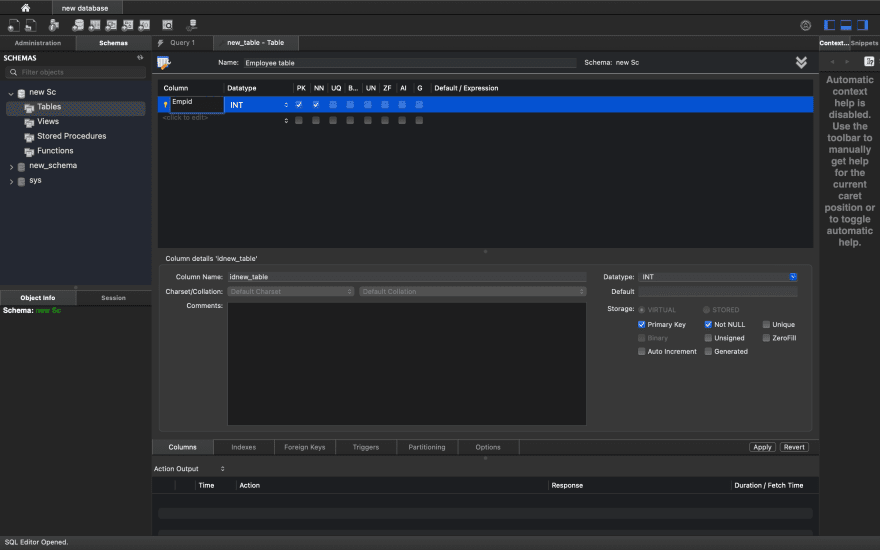 new database
Administration
Schemas
SCHEMAS
Filter objects
new Sc
Tables
Views
Stored Procedures
Functions
new_schema
sys
Object Info
Session
Schema: new Sc
SQL Editor Opened.
Query 1
new_table - Table
Name: Employee table
Schema: new Sc
Column Datatype PK NN UQ B... UN ZF AI G Default / Expression
Empid INT
<click to edit>
Column details 'idnew_table'
Column Name: idnew_table
Charset/Collation: Default Charset Default Collation
Comments:
Datatype: INT
Default
Storage: VIRTUAL STORED
Primary Key Not NULL Unique
Binary Unsigned ZeroFill
Auto Increment Generated
Columns Indexes Foreign Keys Triggers Partitioning Options Apply Revert
Action Output
Time Action Response Duration / Fetch Time
Context... Snippets
Automatic
context
help is
disabled.
Use the
toolbar to
manually
get help
for the
current
caret
position or
to toggle
automatic
help.